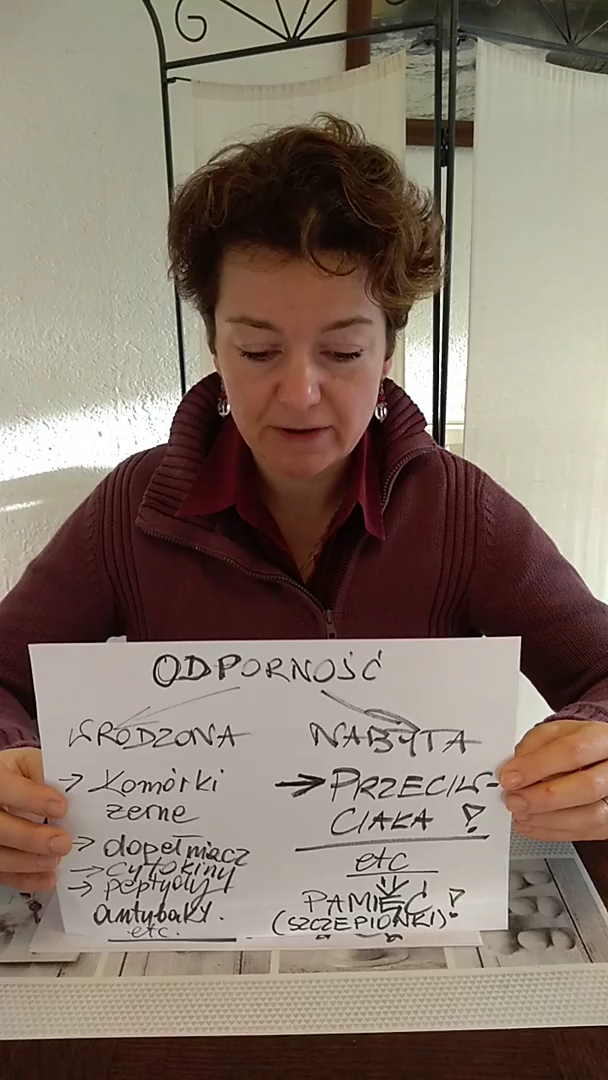 ODPORNOŚĆ
WRODZONA
→ Komórki
żerne
→ dopełniacz
→ cytokiny
→ peptydy
antybakt.
etc.
NABYTA
→ PRZECIW-
CIAŁA !
etc
PAMIĘĆ !
(SZCZEPIONKI)